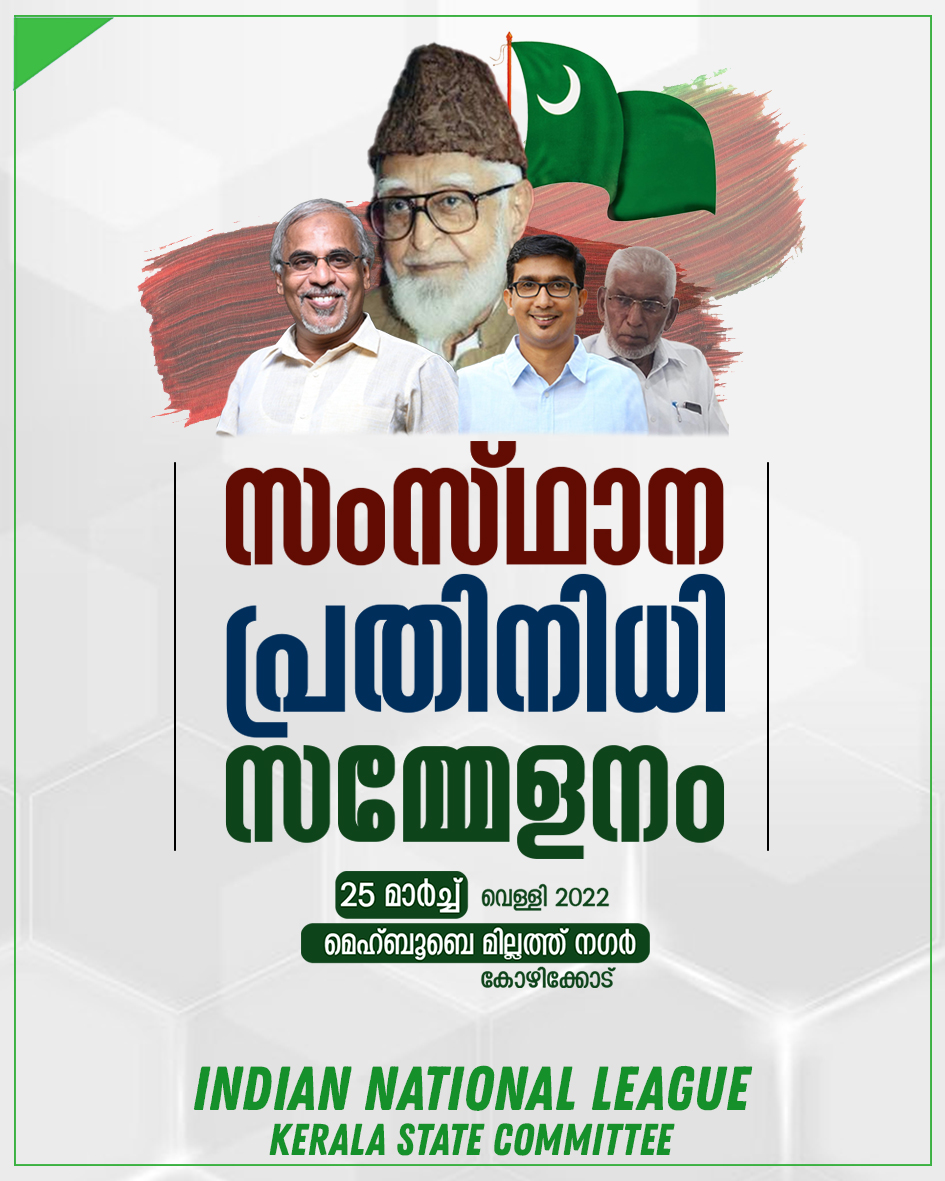 സംസ്ഥാന
പ്രതിനിധി
സമ്മേളനം
25 മാർച്ച് വെള്ളി 2022
മെഹ്ബൂബെ മില്ലത്ത് നഗർ
കോഴിക്കോട്
INDIAN NATIONAL LEAGUE
KERALA STATE COMMITTEE